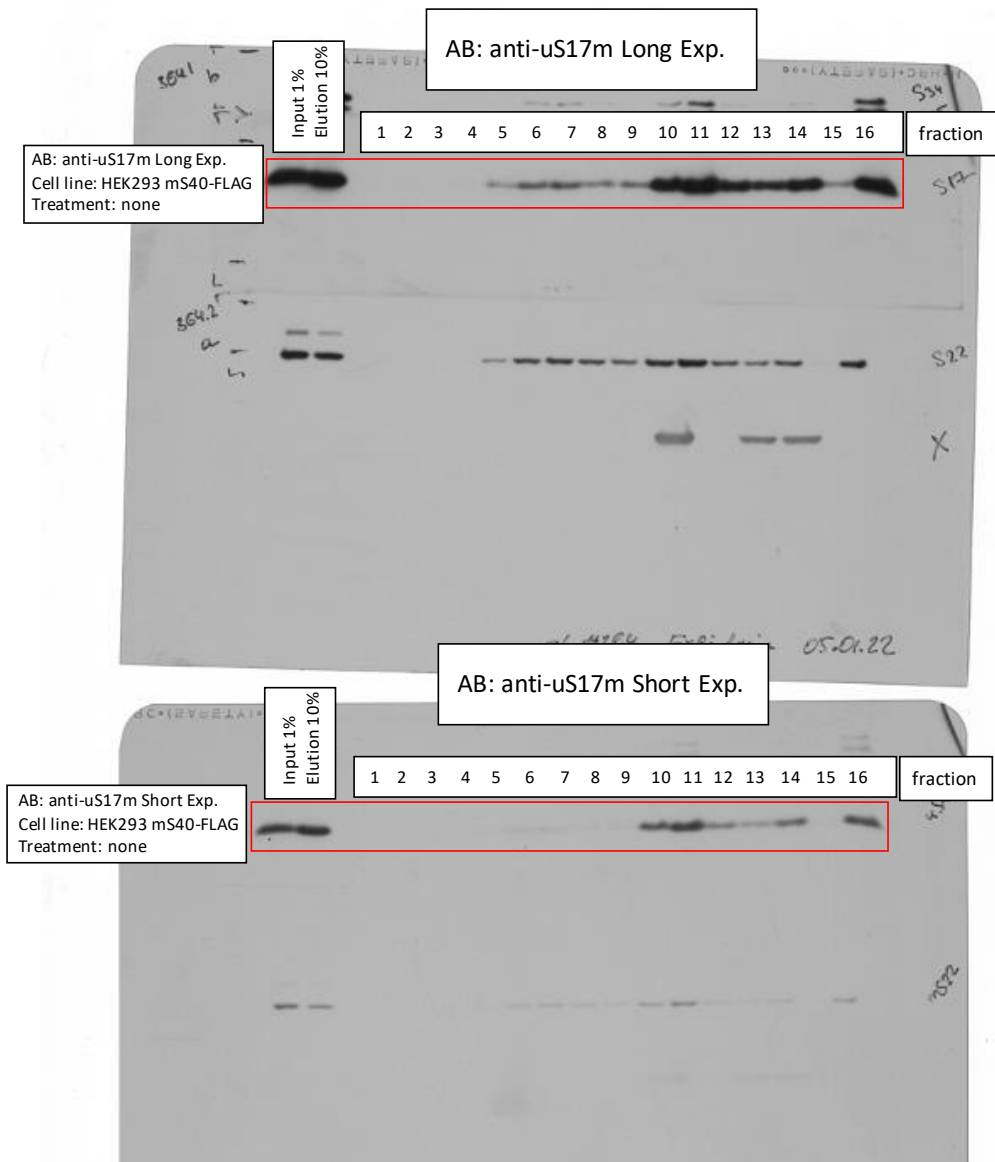 AB: anti-uS17m Long Exp.
3641 b
S34
Input 1%
Elution 10%
1 2 3 4 5 6 7 8 9 10 11 12 13 14 15 16
fraction
AB: anti-uS17m Long Exp.
Cell line: HEK293 mS40-FLAG
Treatment: none
S17
L
364.2
a
S22
X
05.01.22
AB: anti-uS17m Short Exp.
Input 1%
Elution 10%
1 2 3 4 5 6 7 8 9 10 11 12 13 14 15 16
fraction
AB: anti-uS17m Short Exp.
Cell line: HEK293 mS40-FLAG
Treatment: none
mS22